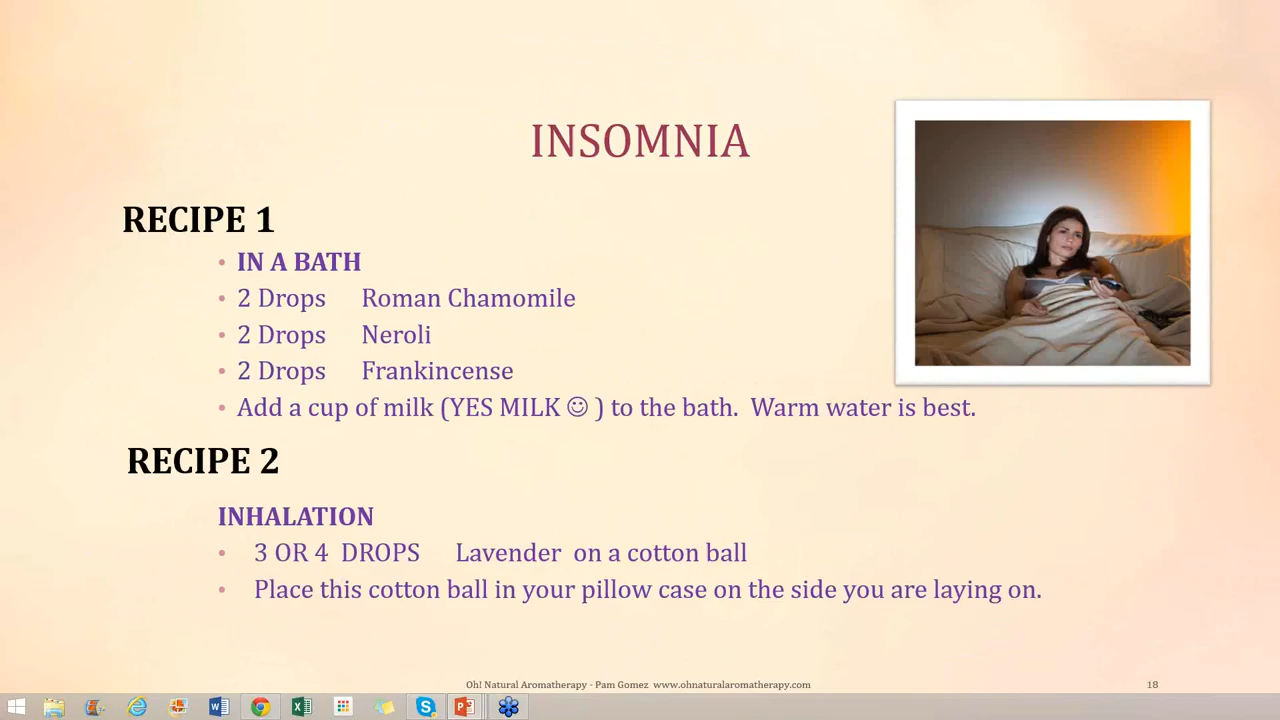 INSOMNIA
RECIPE 1
• IN A BATH
• 2 Drops Roman Chamomile
• 2 Drops Neroli
• 2 Drops Frankincense
• Add a cup of milk (YES MILK ☺ ) to the bath. Warm water is best.
RECIPE 2
INHALATION
• 3 OR 4 DROPS Lavender on a cotton ball
• Place this cotton ball in your pillow case on the side you are laying on.
Oh! Natural Aromatherapy - Pam Gomez www.ohnaturalaromatherapy.com 18